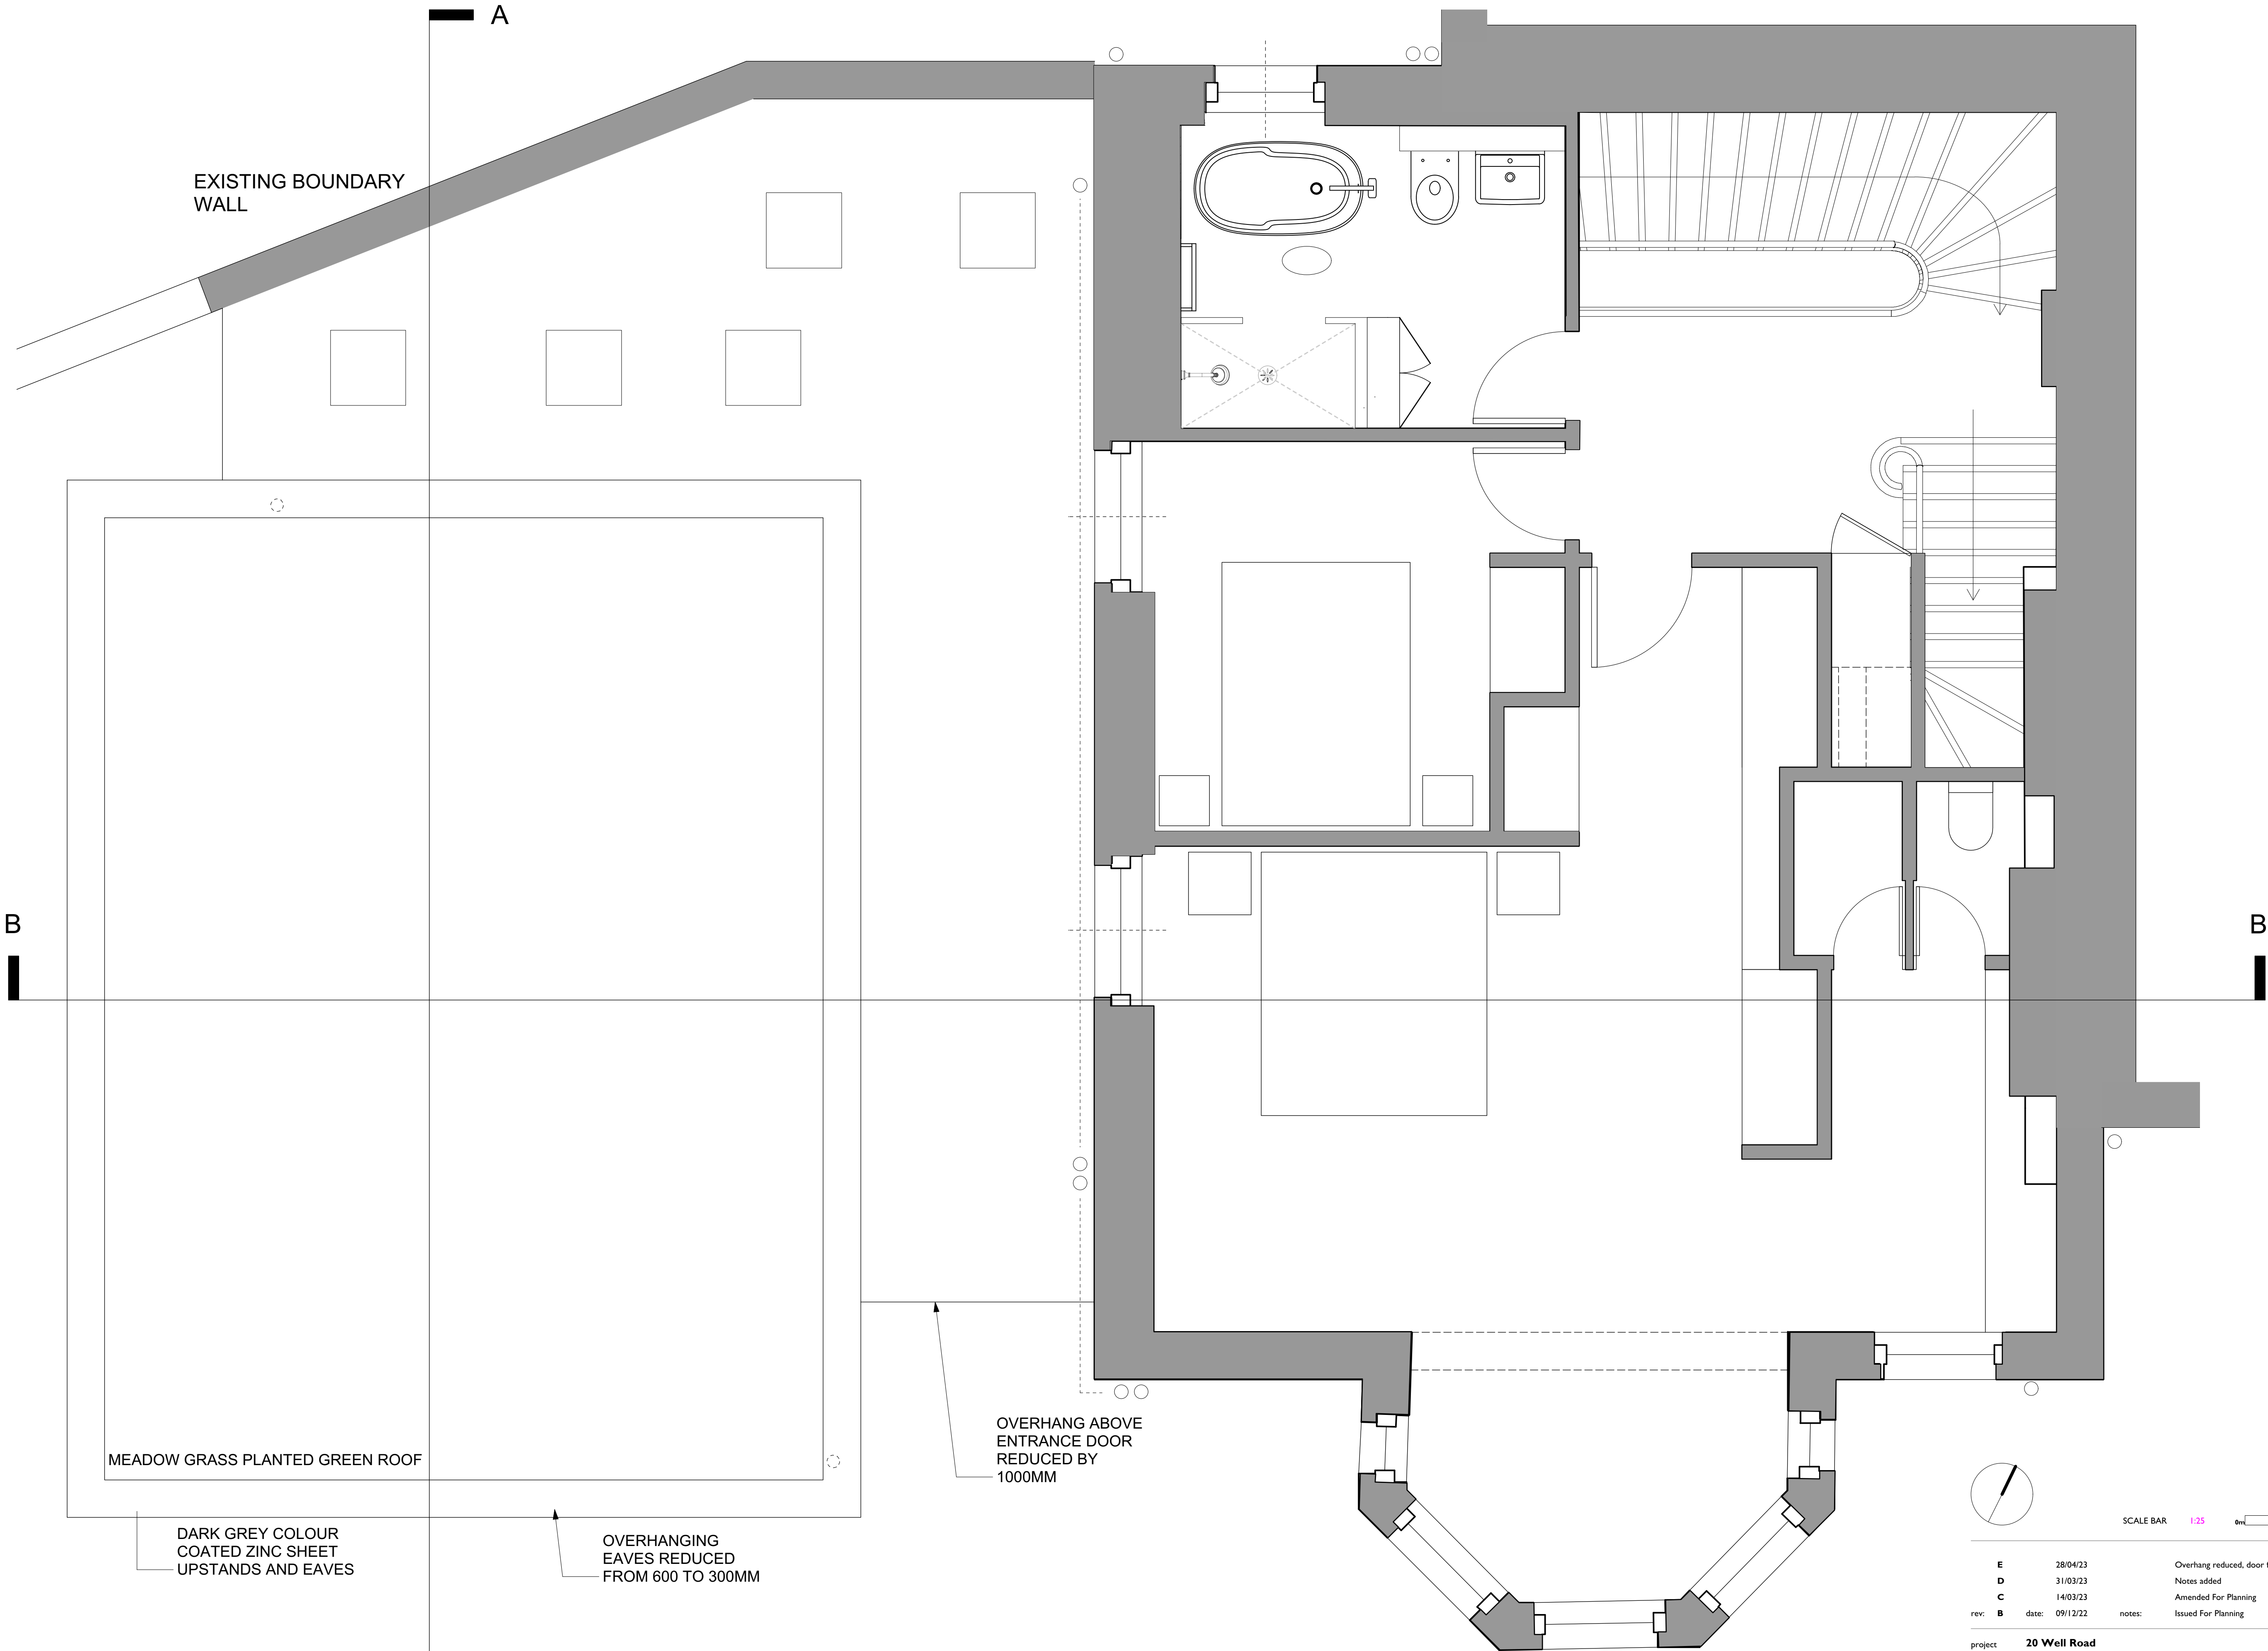 A
EXISTING BOUNDARY
WALL
B
B
MEADOW GRASS PLANTED GREEN ROOF
OVERHANG ABOVE
ENTRANCE DOOR
REDUCED BY
1000MM
DARK GREY COLOUR
COATED ZINC SHEET
UPSTANDS AND EAVES
OVERHANGING
EAVES REDUCED
FROM 600 TO 300MM
SCALE BAR 1:25 0m
E 28/04/23 Overhang reduced, door
D 31/03/23 Notes added
C 14/03/23 Amended For Planning
rev: B date: 09/12/22 notes: Issued For Planning
project 20 Well Road